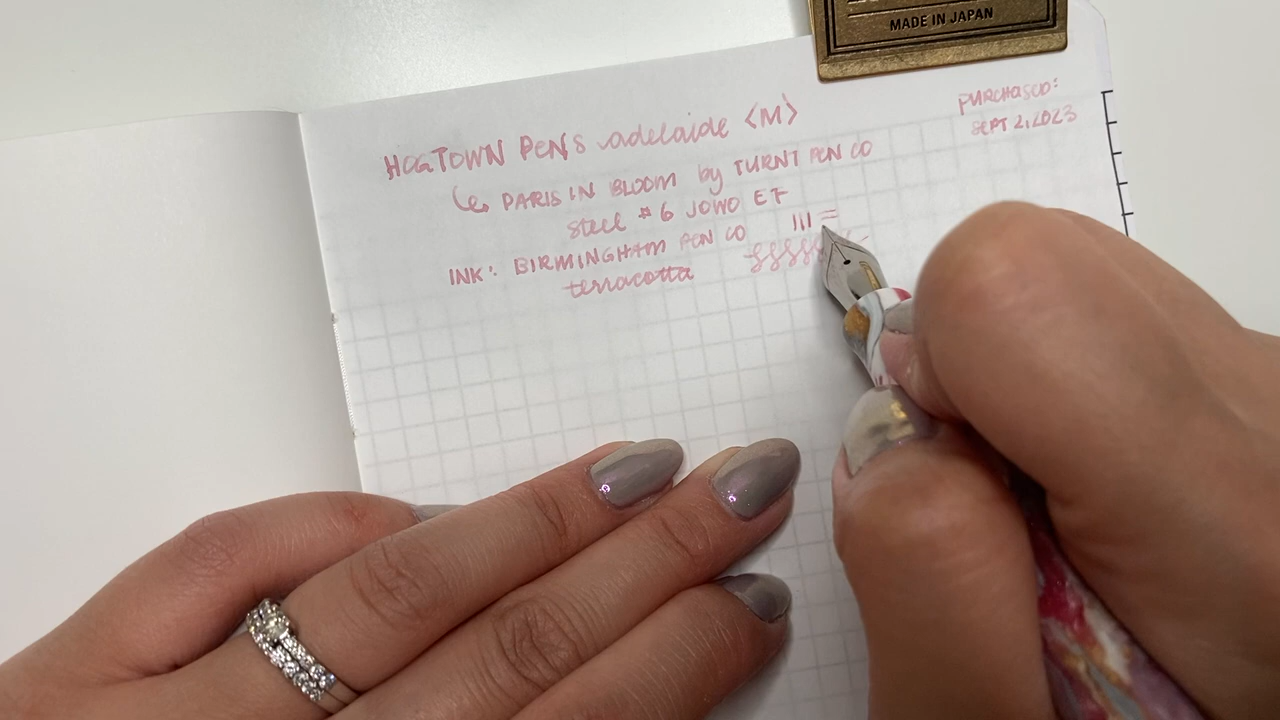 MADE IN JAPAN
PURCHASED:
SEPT 2, 2023
HOGTOWN PENS adelaide <M>
↳ PARIS IN BLOOM by TURNT PEN CO
steel #6 JOWO EF
INK: BIRMINGHAM PEN CO
terracotta